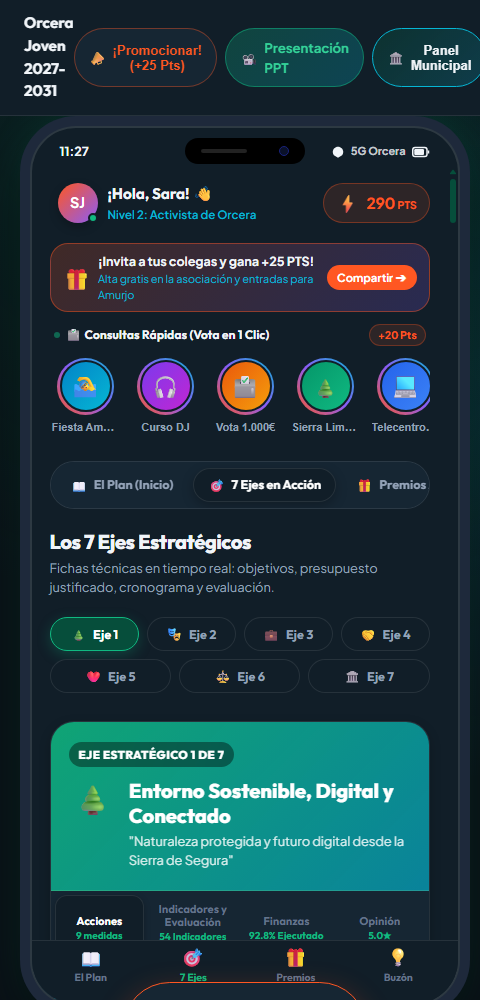 Orcera
Joven
2027-
2031
¡Promocionar!
(+25 Pts)
Presentación
PPT
Panel
Municipal
11:27
5G Orcera
SJ
¡Hola, Sara!
Nivel 2: Activista de Orcera
290 PTS
¡Invita a tus colegas y gana +25 PTS!
Alta gratis en la asociación y entradas para
Amurjo
Compartir ➔
Consultas Rápidas (Vota en 1 Clic)
+20 Pts
Fiesta Am...
Curso DJ
Vota 1.000€
Sierra Lim...
Telecentro.
El Plan (Inicio)
7 Ejes en Acción
Premios
Los 7 Ejes Estratégicos
Fichas técnicas en tiempo real: objetivos, presupuesto
justificado, cronograma y evaluación.
Eje 1
Eje 2
Eje 3
Eje 4
Eje 5
Eje 6
Eje 7
EJE ESTRATÉGICO 1 DE 7
Entorno Sostenible, Digital y
Conectado
"Naturaleza protegida y futuro digital desde la
Sierra de Segura"
Acciones
9 medidas
Indicadores y
Evaluación
54 Indicadores
Finanzas
92.8% Ejecutado
Opinión
5.0★
El Plan
7 Ejes
Premios
Buzón